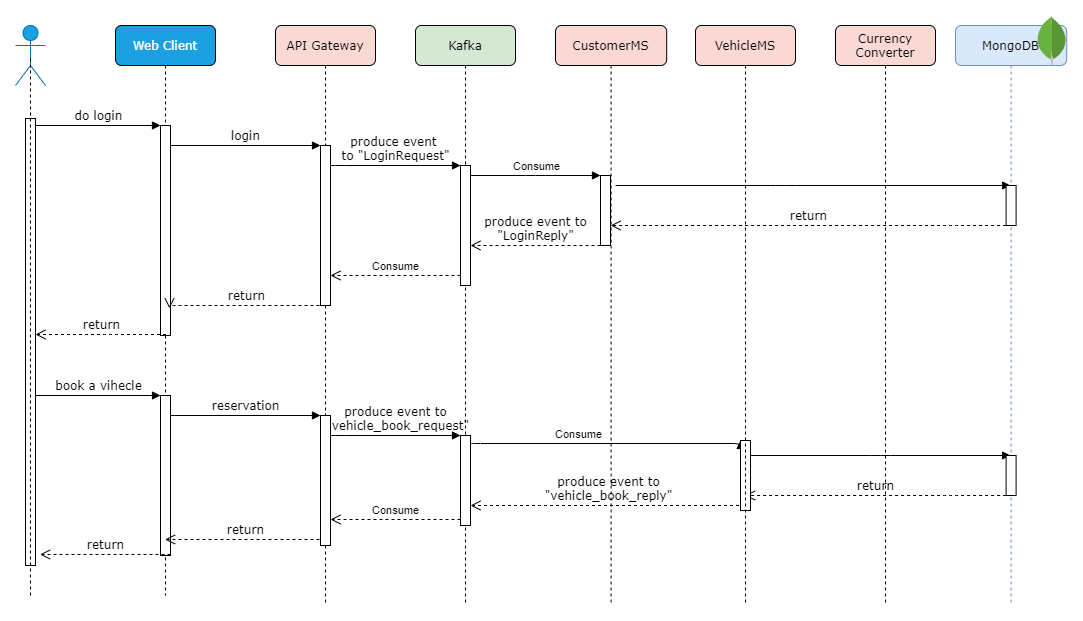 Web Client
API Gateway
Kafka
CustomerMS
VehicleMS
Currency
Converter
MongoDB
do login
login
produce event
to "LoginRequest"
Consume
return
produce event to
"LoginReply"
Consume
return
return
book a vihecle
reservation
produce event to
vehicle_book_request"
Consume
produce event to
"vehicle_book_reply"
return
Consume
return
return